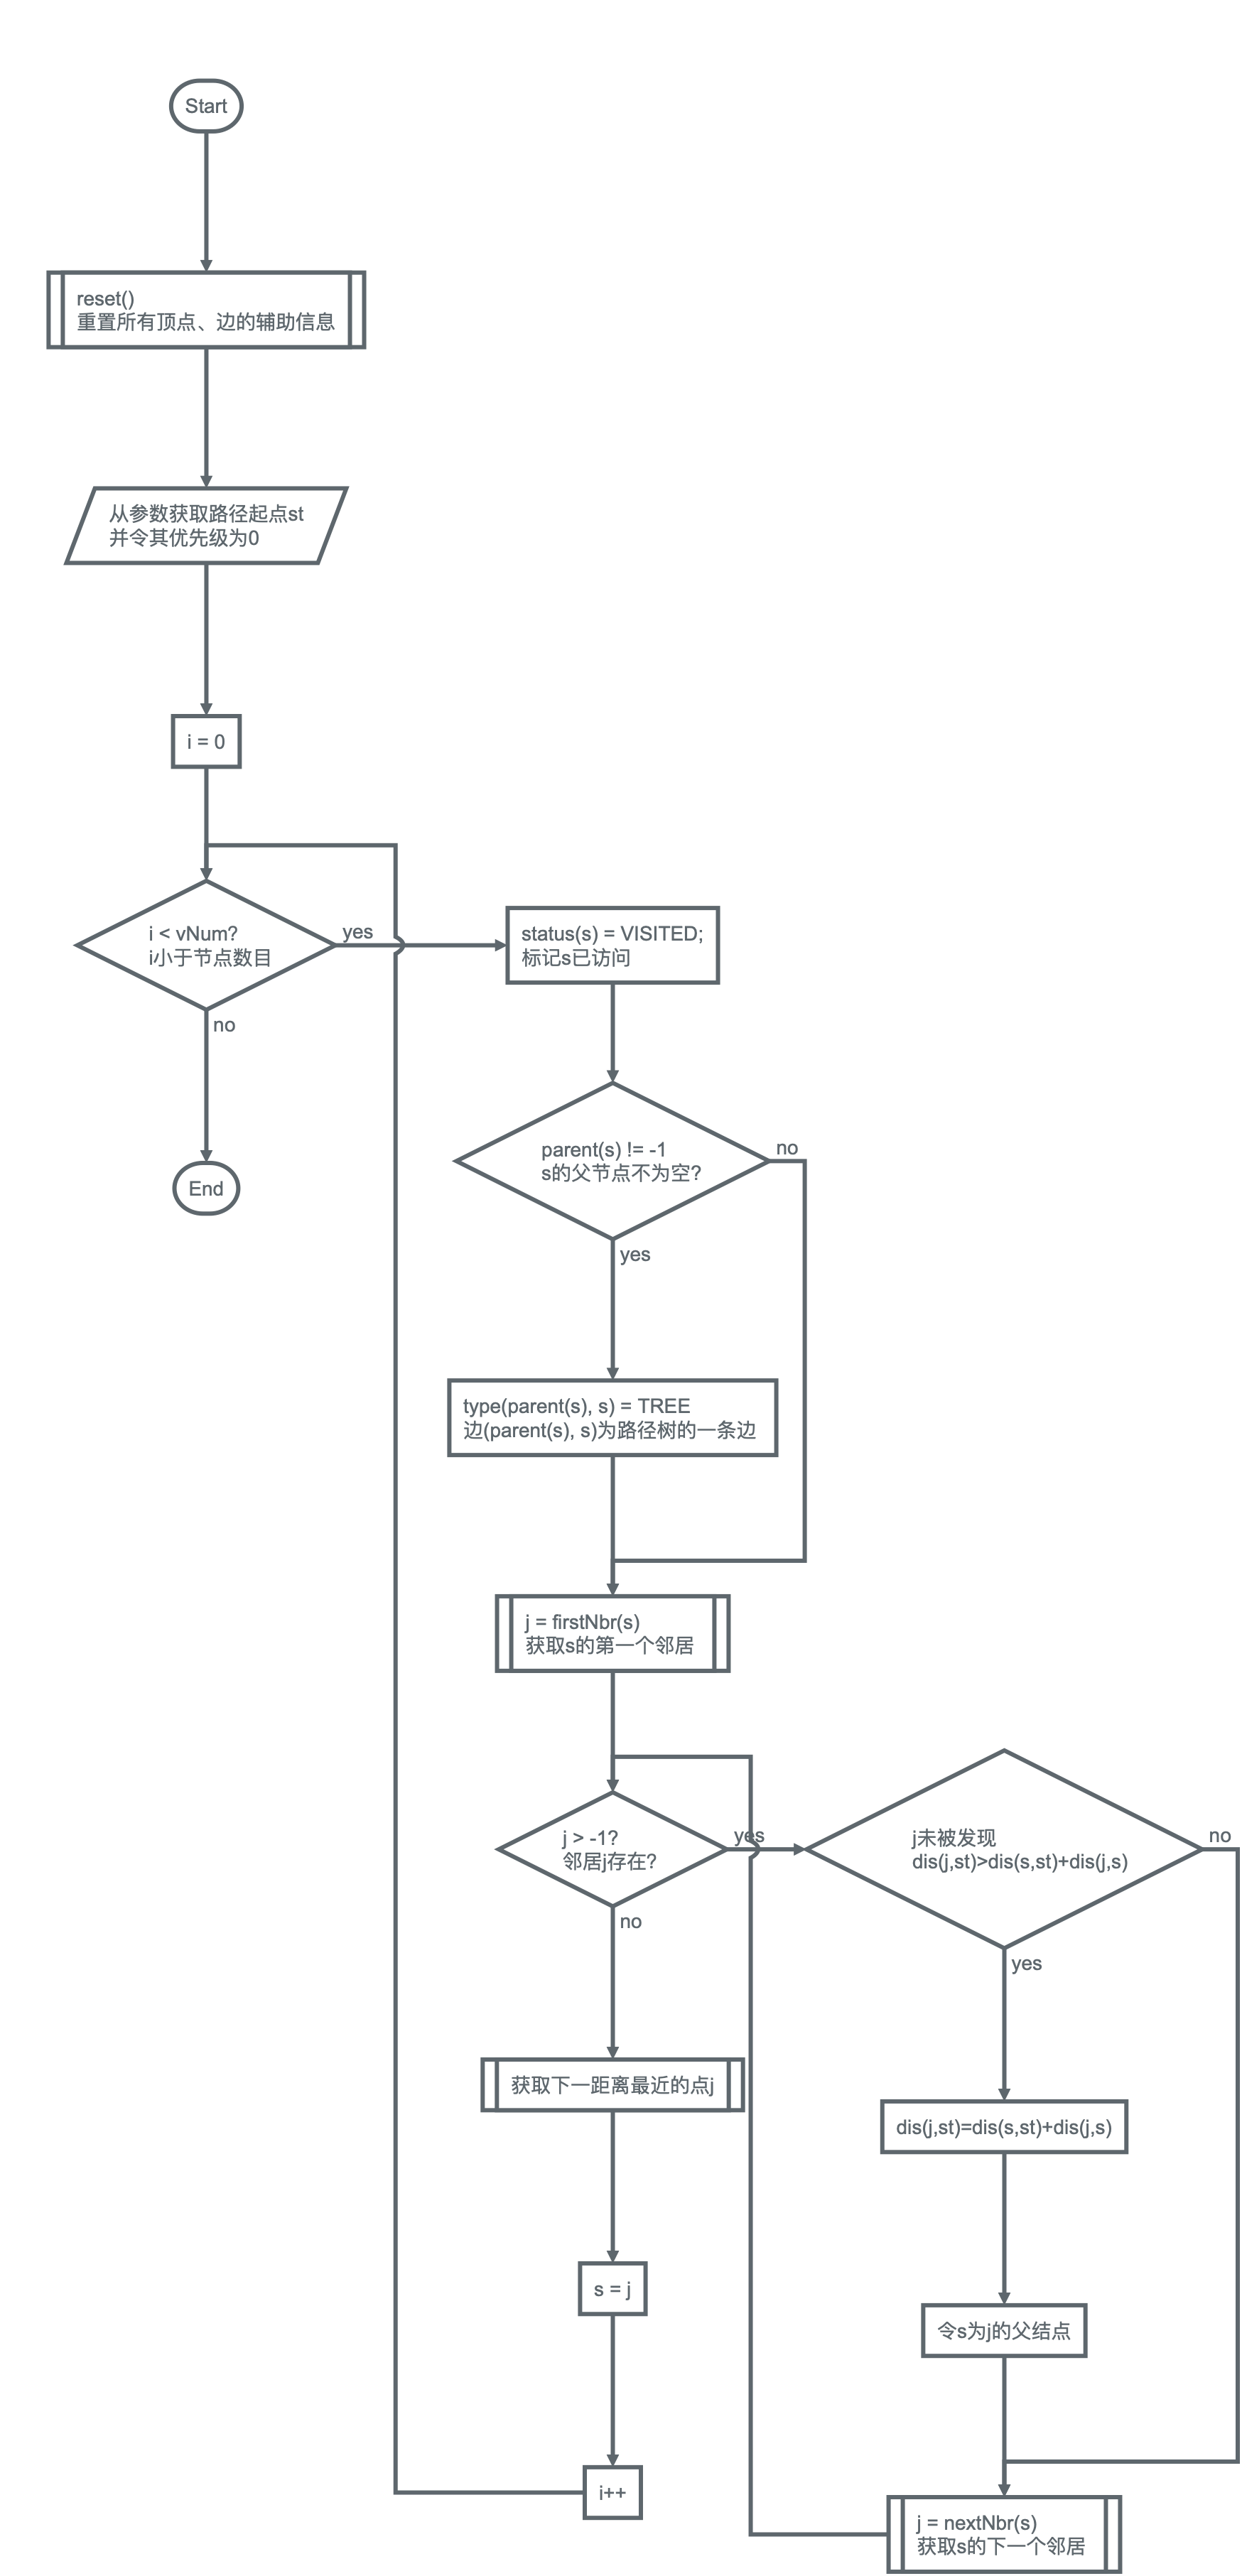 Start
reset()
重置所有顶点、边的辅助信息
从参数获取路径起点st
并令其优先级为0
i = 0
i < vNum?
i小于节点数目
yes
no
End
status(s) = VISITED;
标记s已访问
parent(s) != -1
s的父节点不为空?
no
yes
type(parent(s), s) = TREE
边(parent(s), s)为路径树的一条边
j = firstNbr(s)
获取s的第一个邻居
j > -1?
邻居j存在?
yes
no
j未被发现
dis(j,st)>dis(s,st)+dis(j,s)
no
yes
获取下一距离最近的点j
dis(j,st)=dis(s,st)+dis(j,s)
s = j
令s为j的父结点
i++
j = nextNbr(s)
获取s的下一个邻居